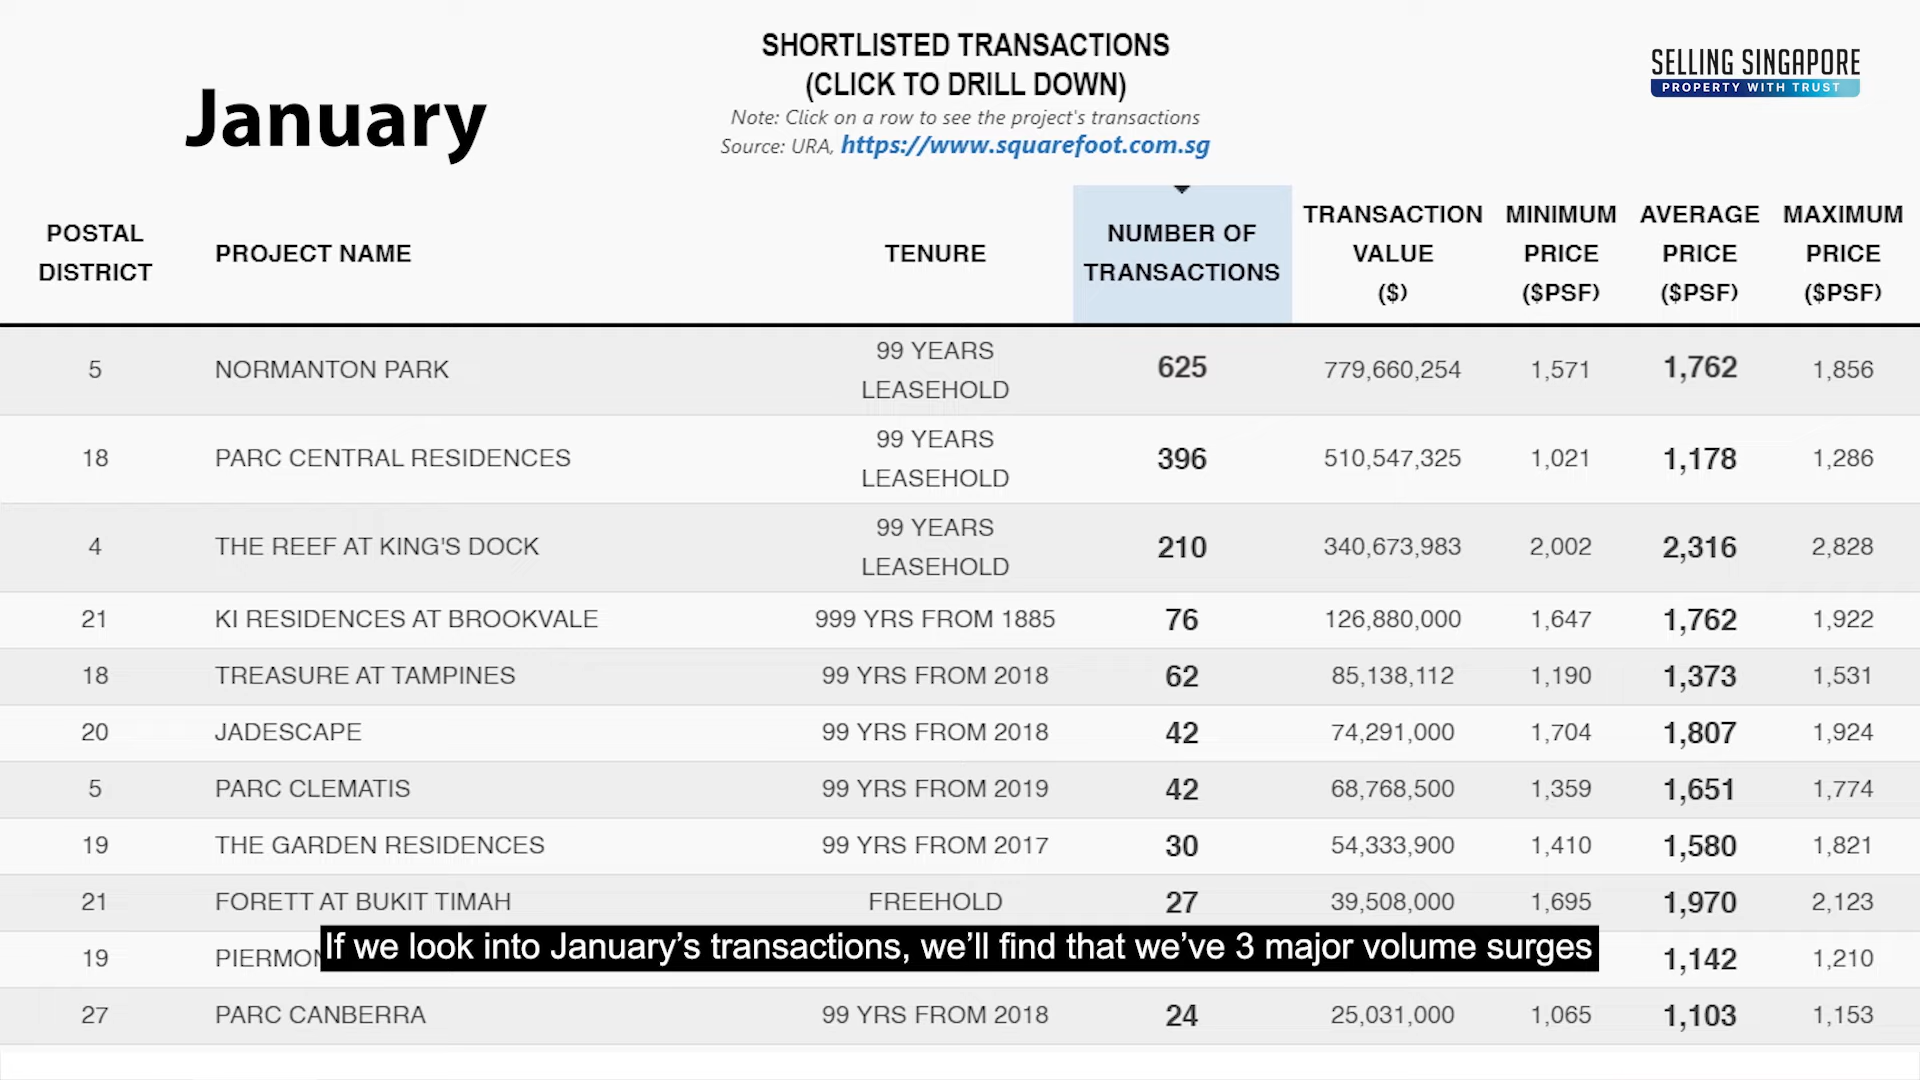 SHORTLISTED TRANSACTIONS
(CLICK TO DRILL DOWN)
Note: Click on a row to see the project's transactions
Source: URA, https://www.squarefoot.com.sg
January
SELLING SINGAPORE
PROPERTY WITH TRUST
POSTAL DISTRICT PROJECT NAME TENURE NUMBER OF TRANSACTIONS TRANSACTION VALUE ($) MINIMUM PRICE ($PSF) AVERAGE PRICE ($PSF) MAXIMUM PRICE ($PSF)
5 NORMANTON PARK 99 YEARS LEASEHOLD 625 779,660,254 1,571 1,762 1,856
18 PARC CENTRAL RESIDENCES 99 YEARS LEASEHOLD 396 510,547,325 1,021 1,178 1,286
4 THE REEF AT KING'S DOCK 99 YEARS LEASEHOLD 210 340,673,983 2,002 2,316 2,828
21 KI RESIDENCES AT BROOKVALE 999 YRS FROM 1885 76 126,880,000 1,647 1,762 1,922
18 TREASURE AT TAMPINES 99 YRS FROM 2018 62 85,138,112 1,190 1,373 1,531
20 JADESCAPE 99 YRS FROM 2018 42 74,291,000 1,704 1,807 1,924
5 PARC CLEMATIS 99 YRS FROM 2019 42 68,768,500 1,359 1,651 1,774
19 THE GARDEN RESIDENCES 99 YRS FROM 2017 30 54,333,900 1,410 1,580 1,821
21 FORETT AT BUKIT TIMAH FREEHOLD 27 39,508,000 1,695 1,970 2,123
19 1,142 1,210
If we look into January’s transactions, we’ll find that we’ve 3 major volume surges
27 PARC CANBERRA 99 YRS FROM 2018 24 25,031,000 1,065 1,103 1,153